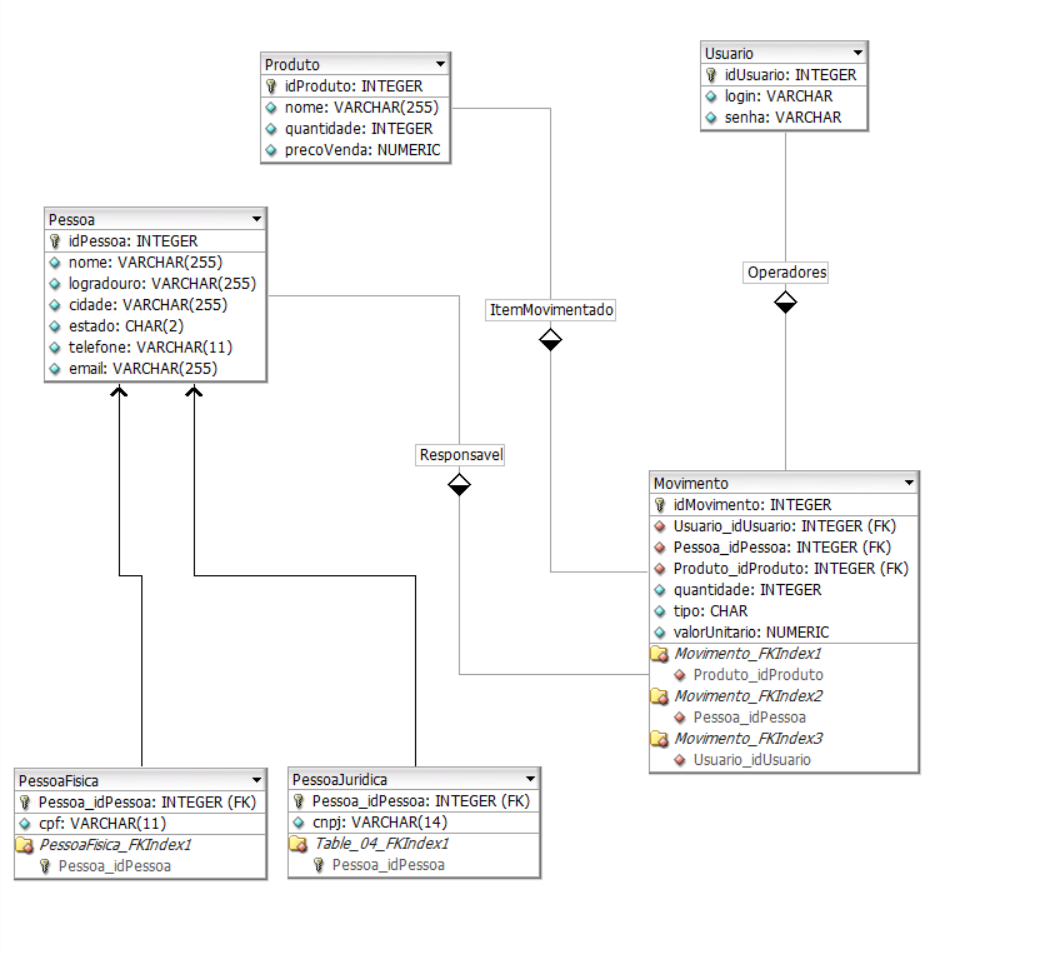 Produto
idProduto: INTEGER
nome: VARCHAR(255)
quantidade: INTEGER
precoVenda: NUMERIC
Usuario
idUsuario: INTEGER
login: VARCHAR
senha: VARCHAR
Pessoa
idPessoa: INTEGER
nome: VARCHAR(255)
logradouro: VARCHAR(255)
cidade: VARCHAR(255)
estado: CHAR(2)
telefone: VARCHAR(11)
email: VARCHAR(255)
Operadores
ItemMovimentado
Responsavel
Movimento
idMovimento: INTEGER
Usuario_idUsuario: INTEGER (FK)
Pessoa_idPessoa: INTEGER (FK)
Produto_idProduto: INTEGER (FK)
quantidade: INTEGER
tipo: CHAR
valorUnitario: NUMERIC
Movimento_FKIndex1
Produto_idProduto
Movimento_FKIndex2
Pessoa_idPessoa
Movimento_FKIndex3
Usuario_idUsuario
PessoaFisica
Pessoa_idPessoa: INTEGER (FK)
cpf: VARCHAR(11)
PessoaFisica_FKIndex1
Pessoa_idPessoa
PessoaJuridica
Pessoa_idPessoa: INTEGER (FK)
cnpj: VARCHAR(14)
Table_04_FKIndex1
Pessoa_idPessoa